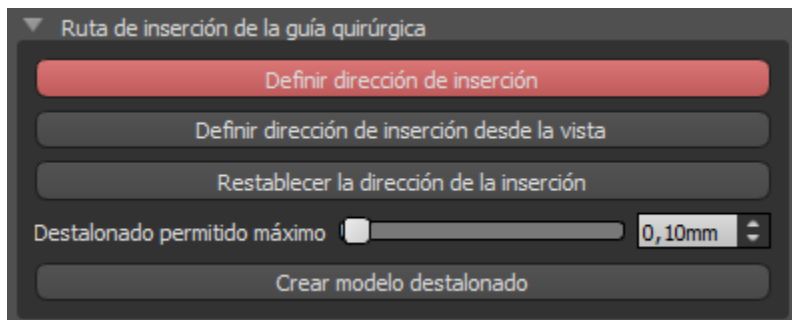 Ruta de inserción de la guía quirúrgica
Definir dirección de inserción
Definir dirección de inserción desde la vista
Restablecer la dirección de la inserción
Destalonado permitido máximo 0,10mm
Crear modelo destalonado